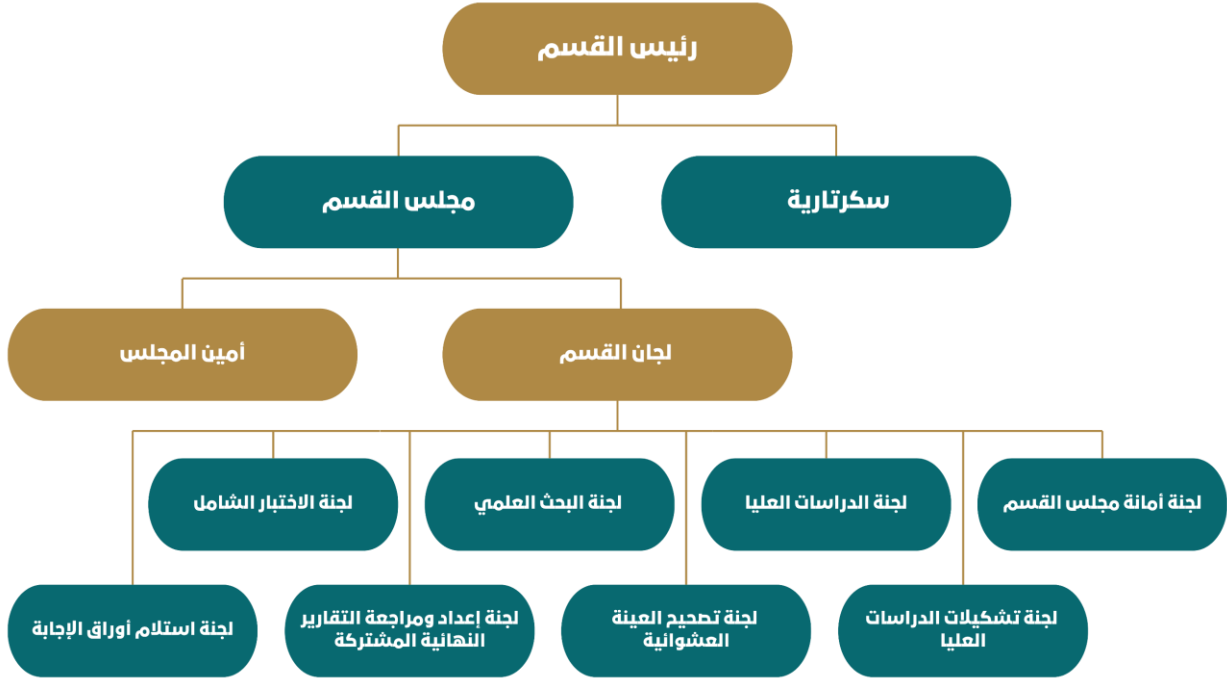 رئيس القسم
سكرتارية
مجلس القسم
لجان القسم
أمين المجلس
لجنة أمانة مجلس القسم
لجنة الدراسات العليا
لجنة البحث العلمي
لجنة الاختبار الشامل
لجنة تشكيلات الدراسات
العليا
لجنة تصحيح العينة
العشوائية
لجنة إعداد ومراجعة التقارير
النهائية المشتركة
لجنة استلام أوراق الإجابة